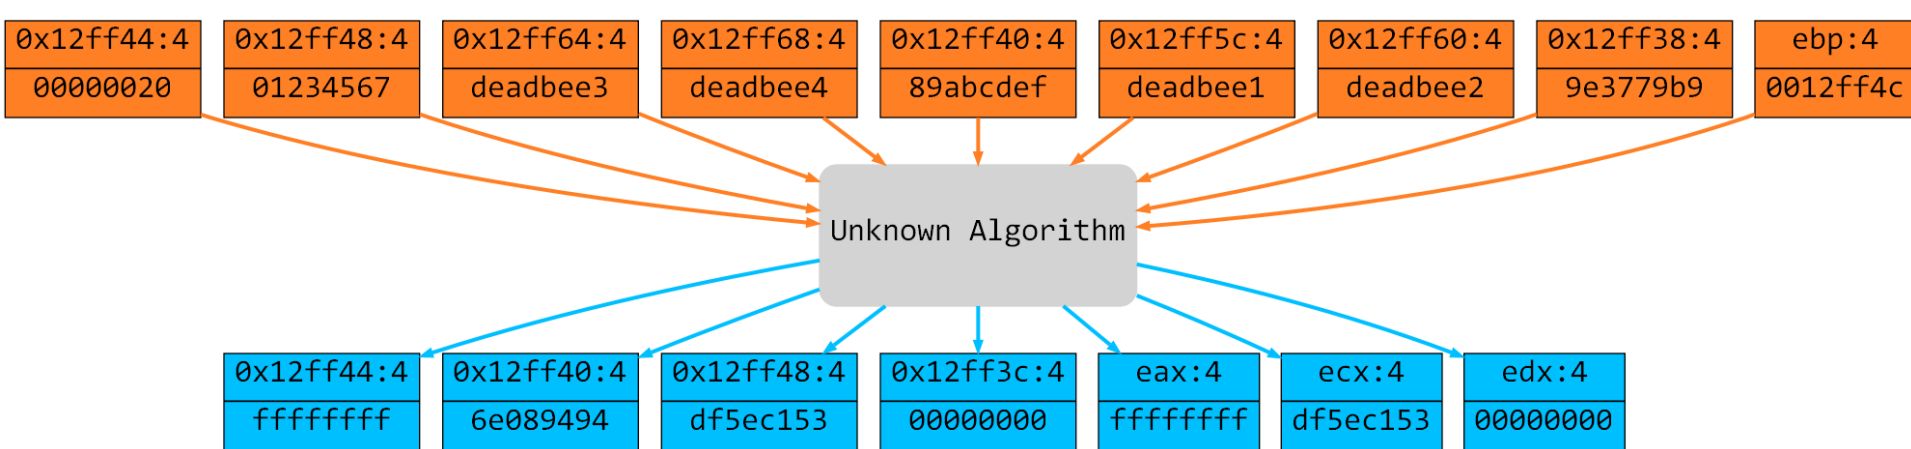 0x12ff44:4 0x12ff48:4 0x12ff64:4 0x12ff68:4 0x12ff40:4 0x12ff5c:4 0x12ff60:4 0x12ff38:4 ebp:4
00000020 01234567 deadbee3 deadbee4 89abcdef deadbee1 deadbee2 9e3779b9 0012ff4c
Unknown Algorithm
0x12ff44:4 0x12ff40:4 0x12ff48:4 0x12ff3c:4 eax:4 ecx:4 edx:4
ffffffff 6e089494 df5ec153 00000000 ffffffff df5ec153 00000000